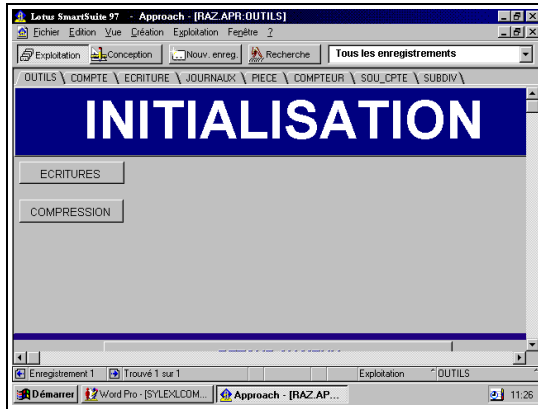 Lotus SmartSuite 97 - Approach - [RAZ.APR:OUTILS]
Fichier Edition Vue Création Exploitation Fenêtre ?
Exploitation Conception Nouv. enreg. Recherche Tous les enregistrements
OUTILS \ COMPTE \ ECRITURE \ JOURNAUX \ PIECE \ COMPTEUR \ SOU_CPTE \ SUBDIV \
INITIALISATION
ECRITURES
COMPRESSION
Enregistrement 1 Trouvé 1 sur 1 Exploitation OUTILS
Démarrer Word Pro - [SYLEXI.COM... Approach - [RAZ.AP... 11:26